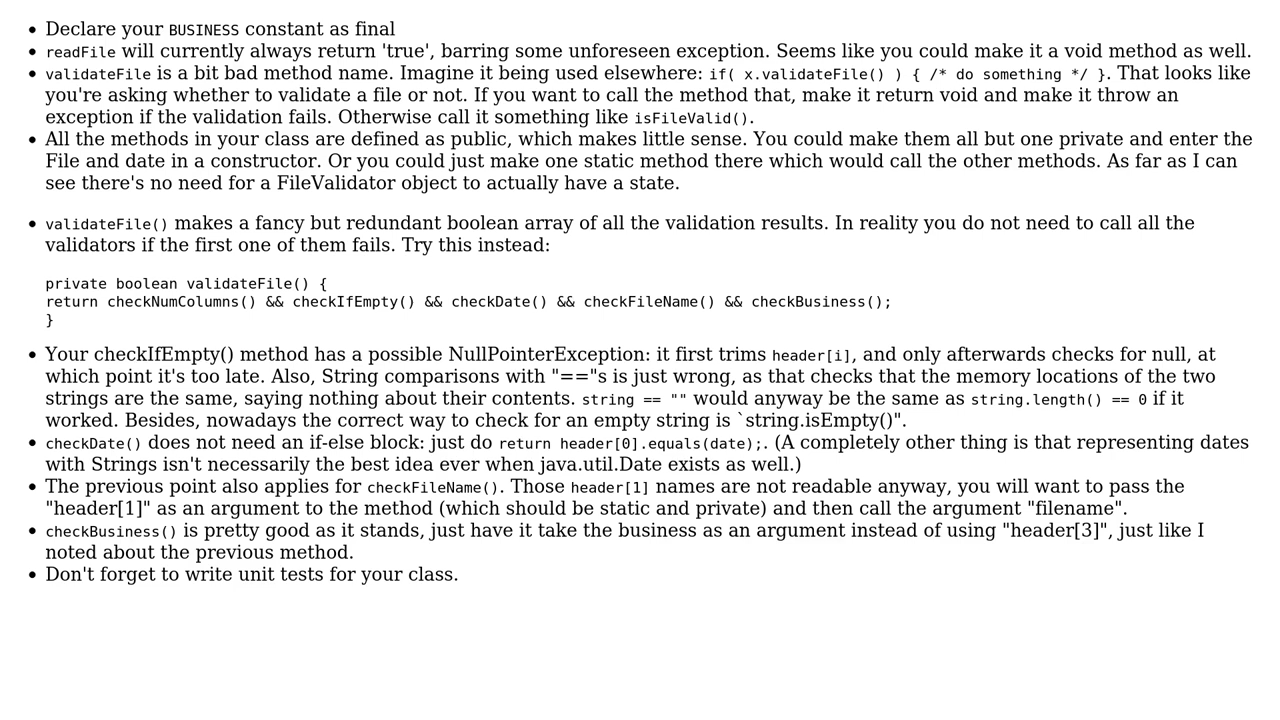 • Declare your BUSINESS constant as final
• readFile will currently always return 'true', barring some unforeseen exception. Seems like you could make it a void method as well.
• validateFile is a bit bad method name. Imagine it being used elsewhere: if( x.validateFile() ) { /* do something */ }. That looks like
you're asking whether to validate a file or not. If you want to call the method that, make it return void and make it throw an
exception if the validation fails. Otherwise call it something like isFileValid().
• All the methods in your class are defined as public, which makes little sense. You could make them all but one private and enter the
File and date in a constructor. Or you could just make one static method there which would call the other methods. As far as I can
see there's no need for a FileValidator object to actually have a state.
• validateFile() makes a fancy but redundant boolean array of all the validation results. In reality you do not need to call all the
validators if the first one of them fails. Try this instead:
private boolean validateFile() {
return checkNumColumns() && checkIfEmpty() && checkDate() && checkFileName() && checkBusiness();
}
• Your checkIfEmpty() method has a possible NullPointerException: it first trims header[i], and only afterwards checks for null, at
which point it's too late. Also, String comparisons with "=="s is just wrong, as that checks that the memory locations of the two
strings are the same, saying nothing about their contents. string == "" would anyway be the same as string.length() == 0 if it
worked. Besides, nowadays the correct way to check for an empty string is `string.isEmpty()".
• checkDate() does not need an if-else block: just do return header[0].equals(date);. (A completely other thing is that representing dates
with Strings isn't necessarily the best idea ever when java.util.Date exists as well.)
• The previous point also applies for checkFileName(). Those header[1] names are not readable anyway, you will want to pass the
"header[1]" as an argument to the method (which should be static and private) and then call the argument "filename".
• checkBusiness() is pretty good as it stands, just have it take the business as an argument instead of using "header[3]", just like I
noted about the previous method.
• Don't forget to write unit tests for your class.